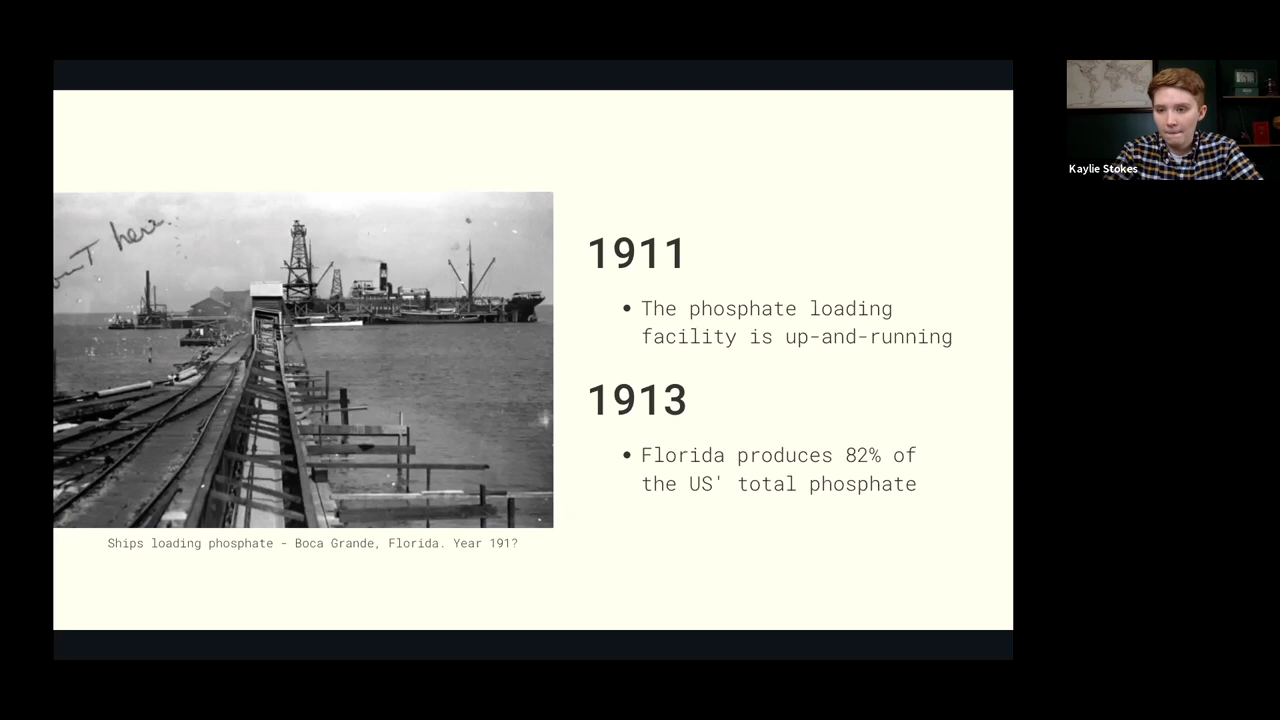 here.
1911
• The phosphate loading
facility is up-and-running
1913
• Florida produces 82% of
the US' total phosphate
Ships loading phosphate - Boca Grande, Florida. Year 191?
Kaylie Stokes